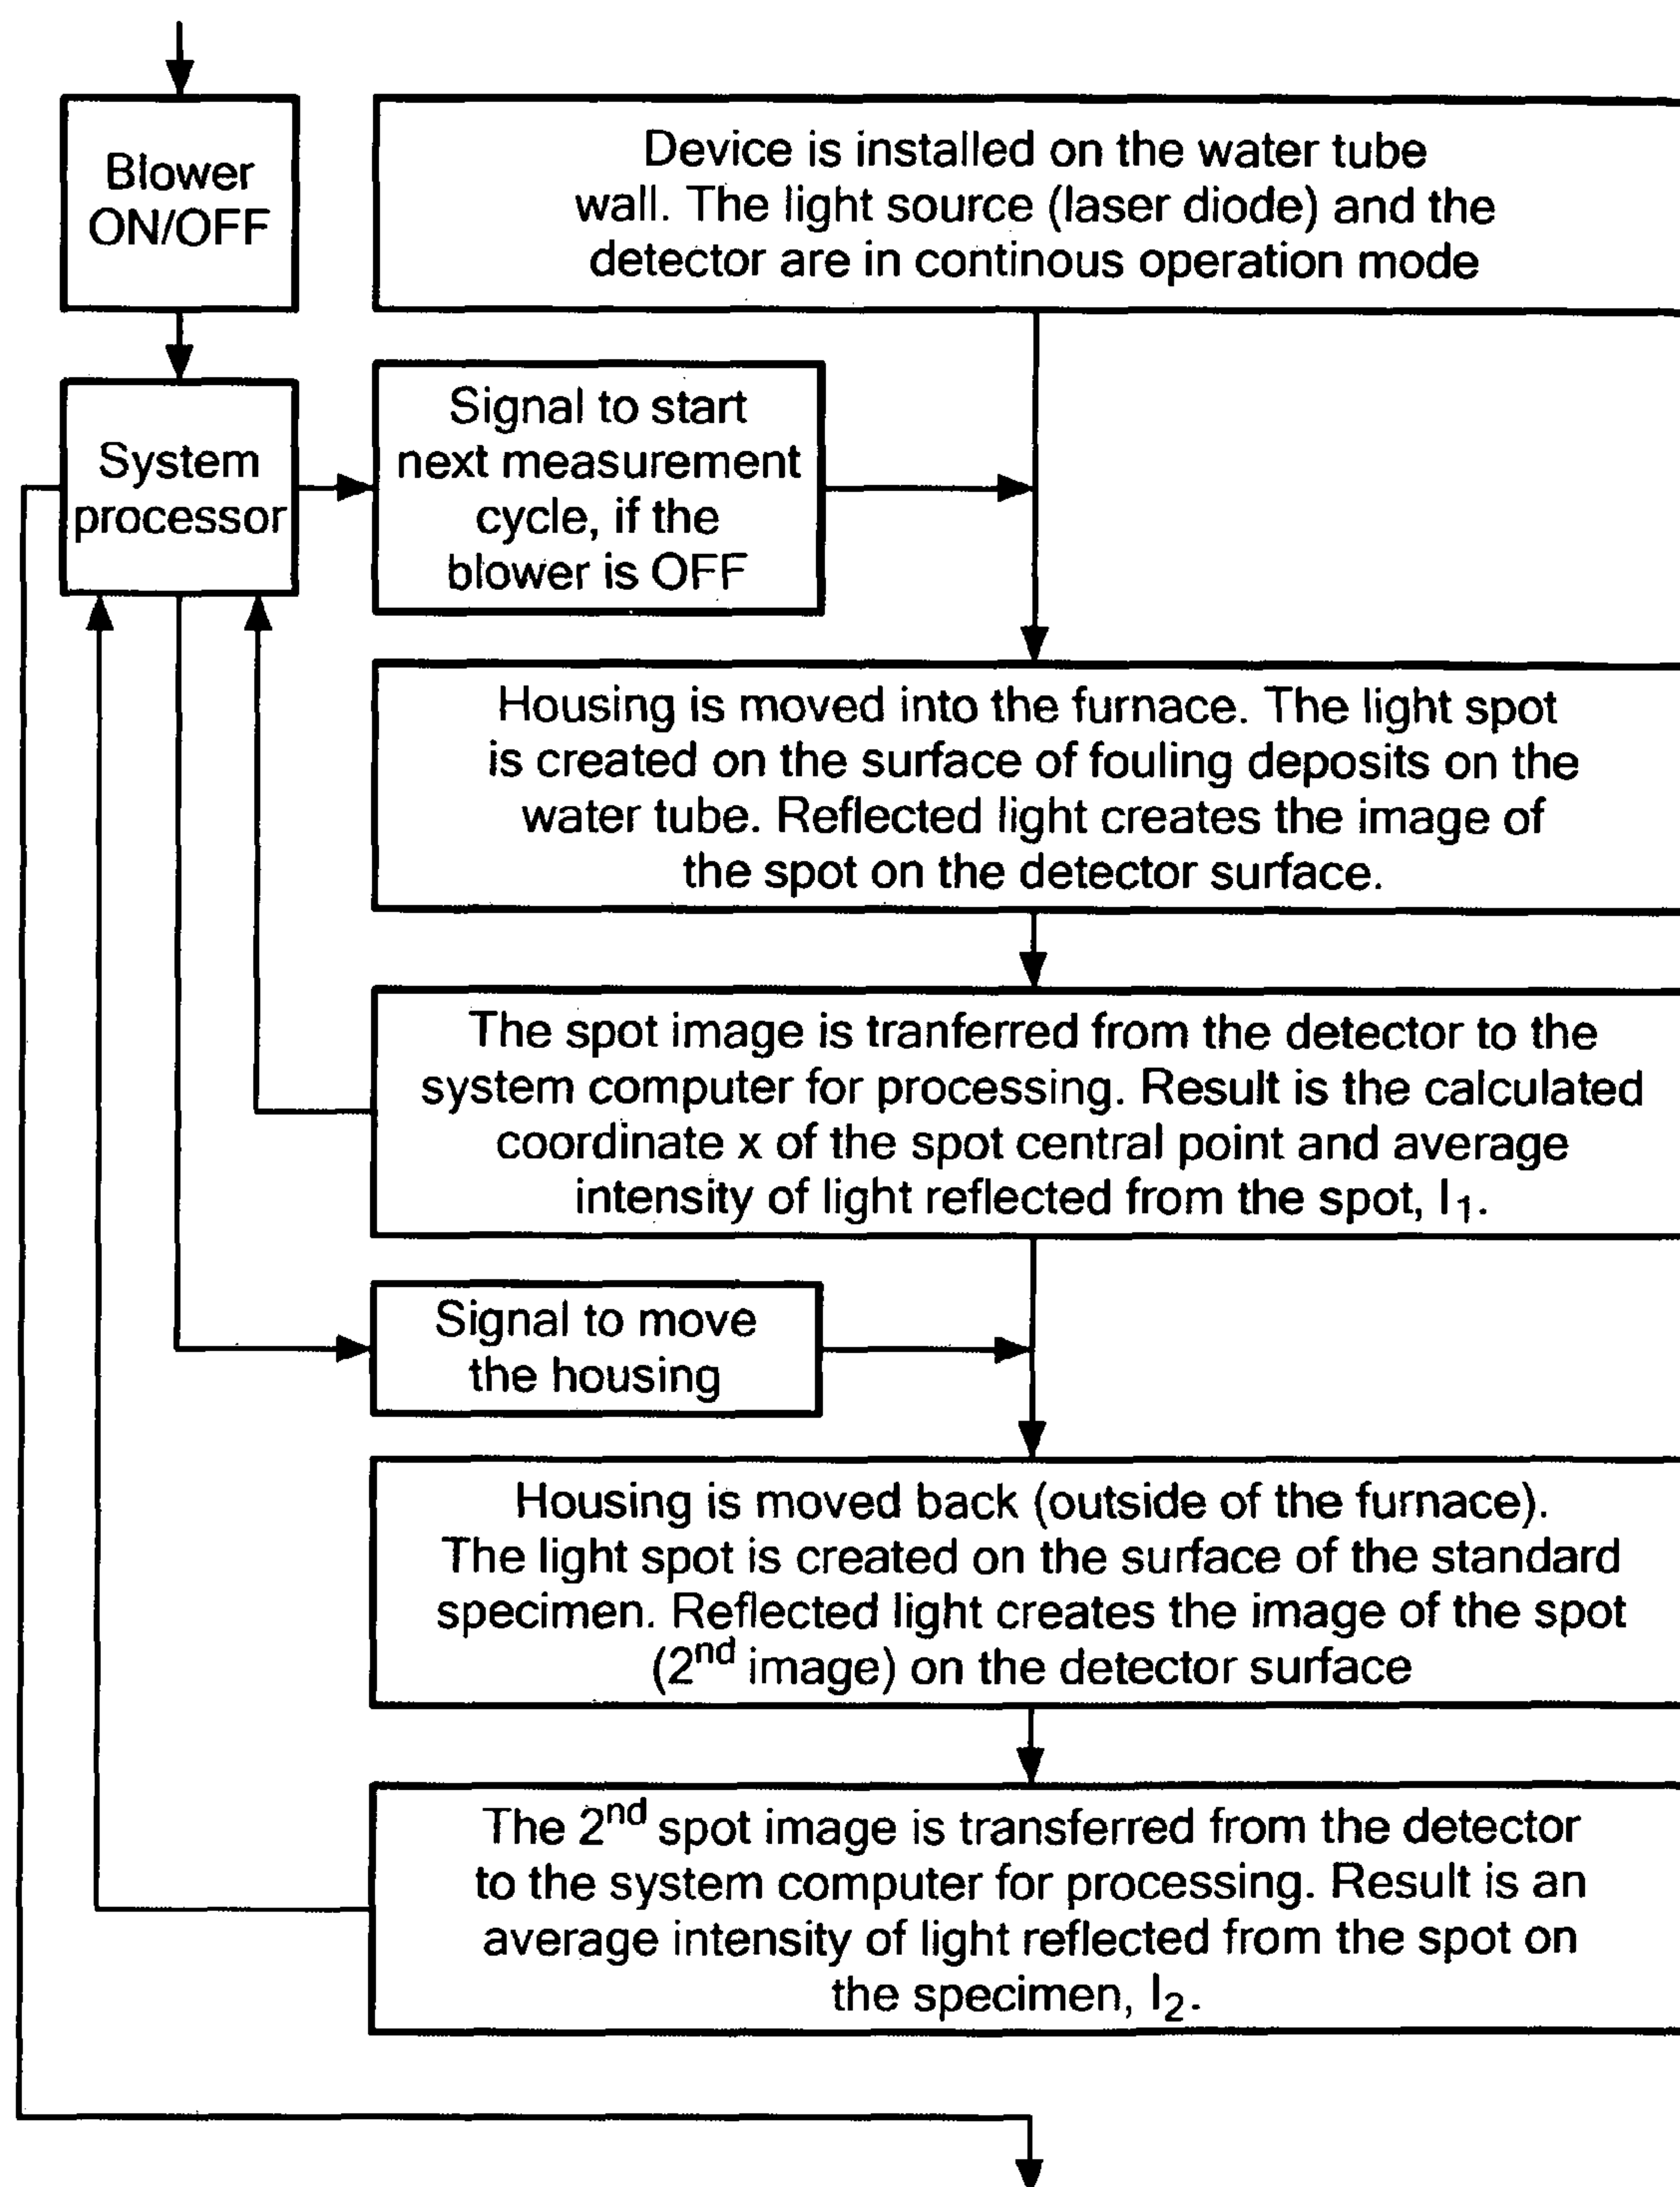 Blower
ON/OFF
Device is installed on the water tube
wall. The light source (laser diode) and the
detector are in continous operation mode
System
processor
Signal to start
next measurement
cycle, if the
blower is OFF
Housing is moved into the furnace. The light spot
is created on the surface of fouling deposits on the
water tube. Reflected light creates the image of
the spot on the detector surface.
The spot image is tranferred from the detector to the
system computer for processing. Result is the calculated
coordinate x of the spot central point and average
intensity of light reflected from the spot, I₁.
Signal to move
the housing
Housing is moved back (outside of the furnace).
The light spot is created on the surface of the standard
specimen. Reflected light creates the image of the spot
(2nd image) on the detector surface
The 2nd spot image is transferred from the detector
to the system computer for processing. Result is an
average intensity of light reflected from the spot on
the specimen, I₂.